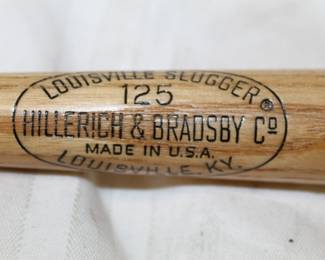 LOUISVILLE SLUGGER®
125
HILLERICH & BRADSBY Co
MADE IN U.S.A.
LOUISVILLE, KY.